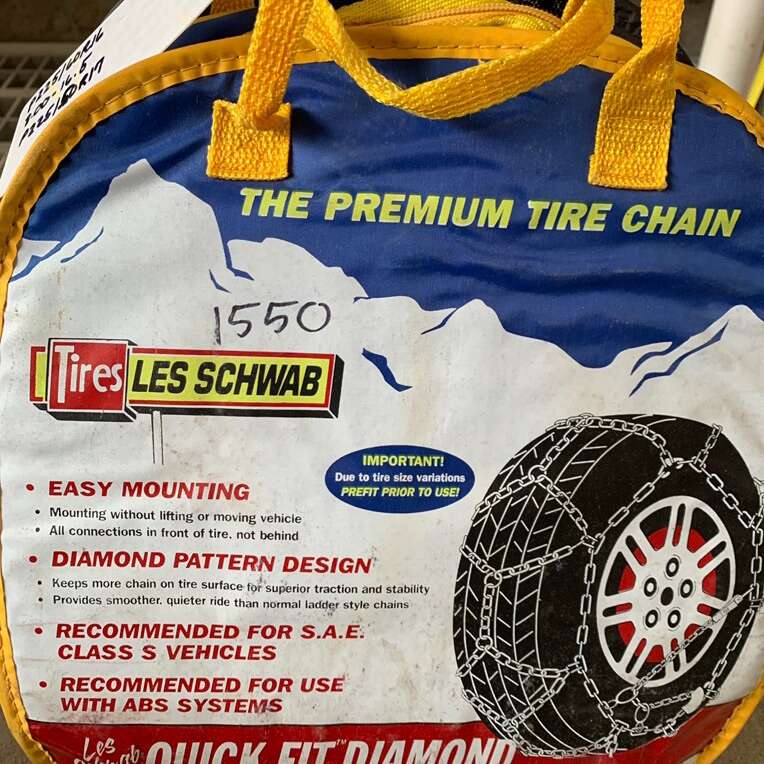 THE PREMIUM TIRE CHAIN
1550
Tires LES SCHWAB
IMPORTANT!
Due to tire size variations
PREFIT PRIOR TO USE!
• EASY MOUNTING
• Mounting without lifting or moving vehicle
• All connections in front of tire, not behind
• DIAMOND PATTERN DESIGN
• Keeps more chain on tire surface for superior traction and stability
• Provides smoother, quieter ride than normal ladder style chains
• RECOMMENDED FOR S.A.E.
CLASS S VEHICLES
• RECOMMENDED FOR USE
WITH ABS SYSTEMS
Les Schwab QUICK FIT™ DIAMOND